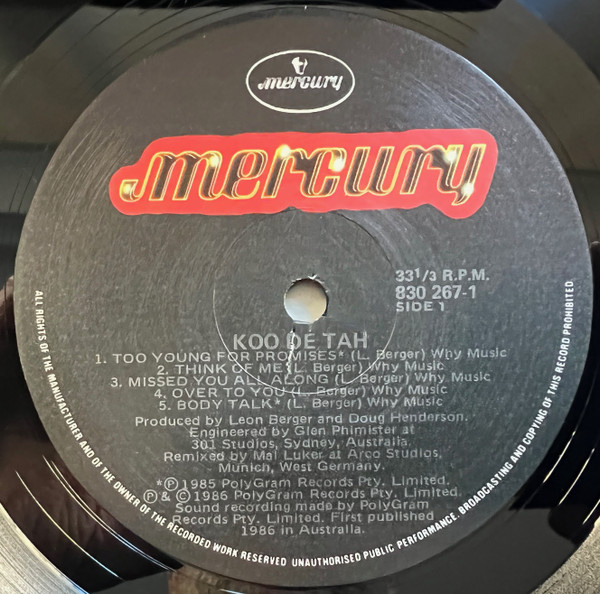 mercury
mercury
33 1/3 R.P.M.
830 267-1
SIDE 1
KOO DE TAH
1. TOO YOUNG FOR PROMISES* (L. Berger) Why Music
2. THINK OF ME (L. Berger) Why Music
3. MISSED YOU ALL ALONG (L. Berger) Why Music
4. OVER TO YOU (L. Berger) Why Music
5. BODY TALK* (L. Berger) Why Music
Produced by Leon Berger and Doug Henderson.
Engineered by Glen Phimister at
301 Studios, Sydney, Australia.
Remixed by Mal Luker at Arco Studios,
Munich, West Germany.
*Ⓟ 1985 PolyGram Records Pty. Limited.
Ⓟ & © 1986 PolyGram Records Pty. Limited.
Sound recording made by PolyGram
Records Pty. Limited. First published
1986 in Australia.
ALL RIGHTS OF THE MANUFACTURER AND OF THE OWNER OF THE RECORDED WORK RESERVED UNAUTHORISED PUBLIC PERFORMANCE, BROADCASTING AND COPYING OF THIS RECORD PROHIBITED